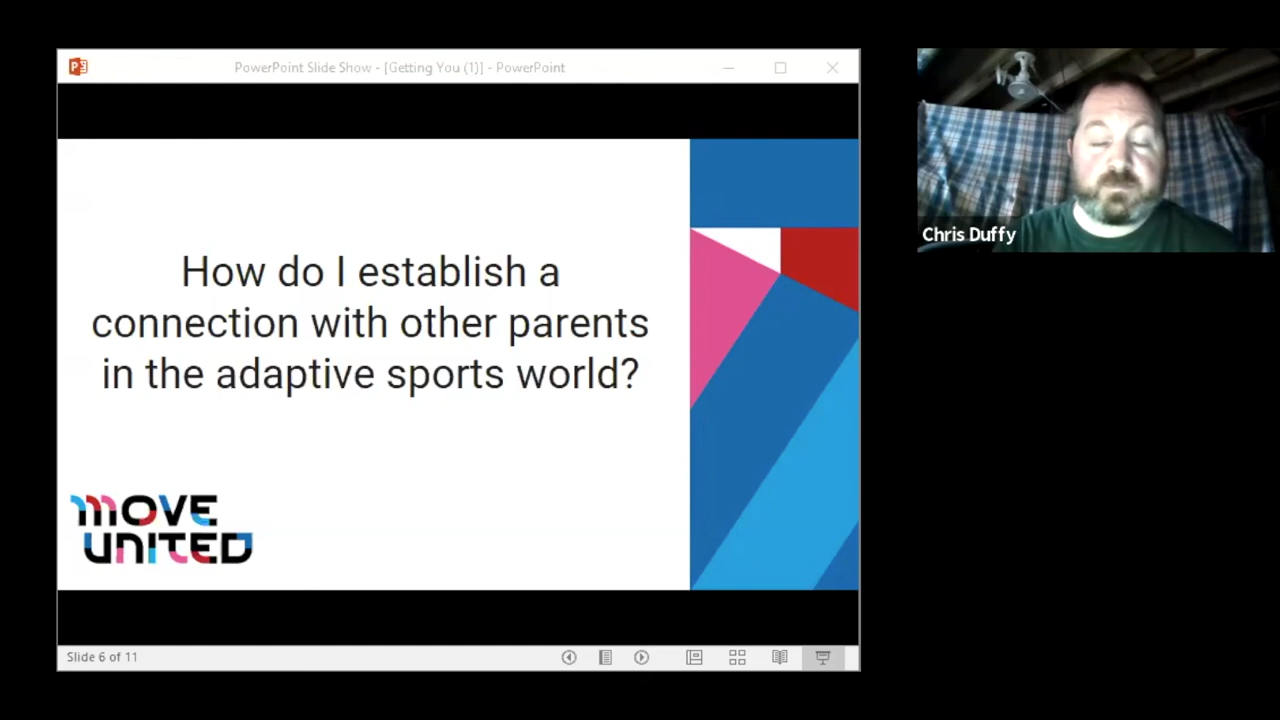 PowerPoint Slide Show - [Getting You (1)] - PowerPoint
How do I establish a
connection with other parents
in the adaptive sports world?
MOVE
UNITED
Slide 6 of 11
Chris Duffy